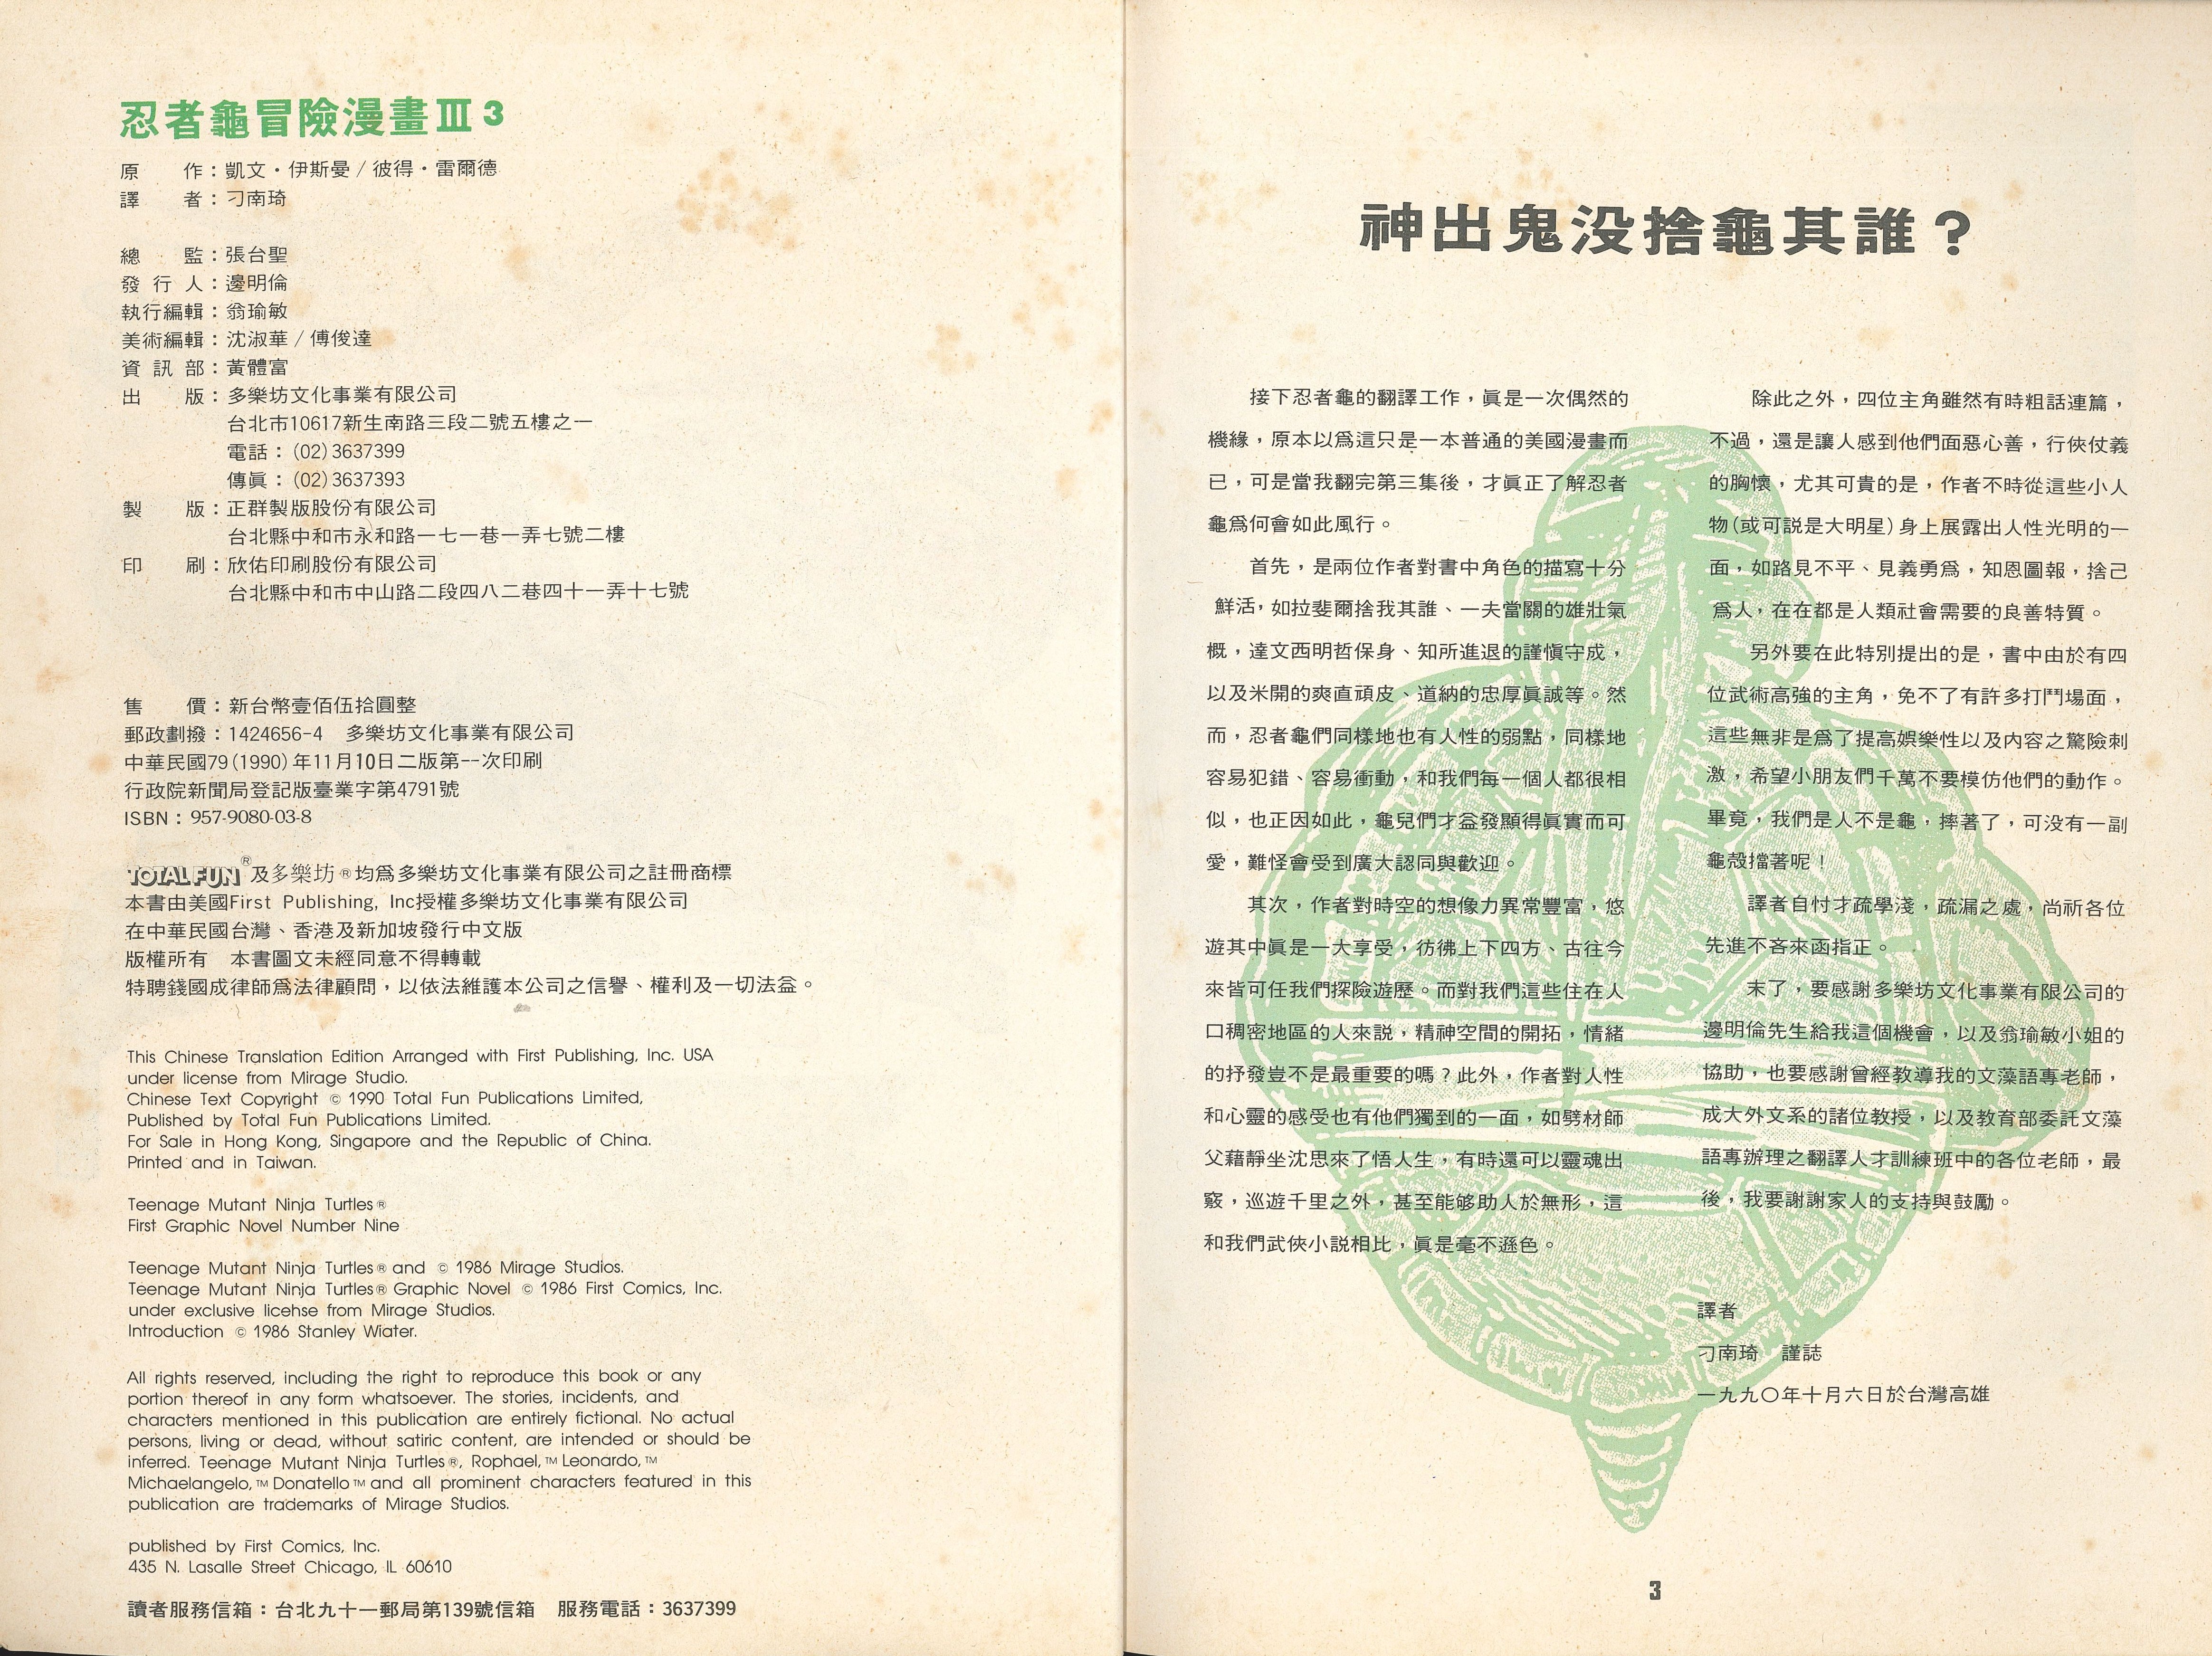 忍者龜冒險漫畫III 3
原　　作：凱文・伊斯曼 / 彼得・雷爾德
譯　　者：刁南琦
總　　監：張台聖
發 行 人：邊明倫
執行編輯：翁瑜敏
美術編輯：沈淑華 / 傅俊達
資 訊 部：黃體富
出　　版：多樂坊文化事業有限公司
台北市10617新生南路三段二號五樓之一
電話：(02)3637399
傳眞：(02)3637393
製　　版：正群製版股份有限公司
台北縣中和市永和路一七一巷一弄七號二樓
印　　刷：欣佑印刷股份有限公司
台北縣中和市中山路二段四八二巷四十一弄十七號
售　　價：新台幣壹佰伍拾圓整
郵政劃撥：1424656-4　多樂坊文化事業有限公司
中華民國79(1990)年11月10日二版第一次印刷
行政院新聞局登記版臺業字第4791號
ISBN：957-9080-03-8
TOTAL FUN®及多樂坊®均爲多樂坊文化事業有限公司之註冊商標
本書由美國First Publishing, Inc授權多樂坊文化事業有限公司
在中華民國台灣、香港及新加坡發行中文版
版權所有　本書圖文未經同意不得轉載
特聘錢國成律師爲法律顧問，以依法維護本公司之信譽、權利及一切法益。
This Chinese Translation Edition Arranged with First Publishing, Inc. USA
under license from Mirage Studio.
Chinese Text Copyright © 1990 Total Fun Publications Limited,
Published by Total Fun Publications Limited.
For Sale in Hong Kong, Singapore and the Republic of China.
Printed and in Taiwan.
Teenage Mutant Ninja Turtles®
First Graphic Novel Number Nine
Teenage Mutant Ninja Turtles® and © 1986 Mirage Studios.
Teenage Mutant Ninja Turtles® Graphic Novel © 1986 First Comics, Inc.
under exclusive licehse from Mirage Studios.
Introduction © 1986 Stanley Wiater.
All rights reserved, including the right to reproduce this book or any
portion thereof in any form whatsoever. The stories, incidents, and
characters mentioned in this publication are entirely fictional. No actual
persons, living or dead, without satiric content, are intended or should be
inferred. Teenage Mutant Ninja Turtles®, Rophael,™ Leonardo,™
Michaelangelo,™ Donatello™ and all prominent characters featured in this
publication are trademarks of Mirage Studios.
published by First Comics, Inc.
435 N. Lasalle Street Chicago, IL 60610
讀者服務信箱：台北九十一郵局第139號信箱　服務電話：3637399
神出鬼没捨龜其誰？
接下忍者龜的翻譯工作，眞是一次偶然的
機緣，原本以爲這只是一本普通的美國漫畫而
已，可是當我翻完第三集後，才眞正了解忍者
龜爲何會如此風行。
首先，是兩位作者對書中角色的描寫十分
鮮活，如拉斐爾捨我其誰、一夫當關的雄壯氣
概，達文西明哲保身、知所進退的謹愼守成，
以及米開的爽直頑皮、道納的忠厚眞誠等。然
而，忍者龜們同樣地也有人性的弱點，同樣地
容易犯錯、容易衝動，和我們每一個人都很相
似，也正因如此，龜兒們才益發顯得眞實而可
愛，難怪會受到廣大認同與歡迎。
其次，作者對時空的想像力異常豐富，悠
遊其中眞是一大享受，彷彿上下四方、古往今
來皆可任我們探險遊歷。而對我們這些住在人
口稠密地區的人來説，精神空間的開拓，情緒
的抒發豈不是最重要的嗎？此外，作者對人性
和心靈的感受也有他們獨到的一面，如劈材師
父藉靜坐沈思來了悟人生，有時還可以靈魂出
竅，巡遊千里之外，甚至能够助人於無形，這
和我們武俠小説相比，眞是毫不遜色。
除此之外，四位主角雖然有時粗話連篇，
不過，還是讓人感到他們面惡心善，行俠仗義
的胸懷，尤其可貴的是，作者不時從這些小人
物(或可説是大明星)身上展露出人性光明的一
面，如路見不平、見義勇爲，知恩圖報，捨己
爲人，在在都是人類社會需要的良善特質。
另外要在此特別提出的是，書中由於有四
位武術高強的主角，免不了有許多打鬥場面，
這些無非是爲了提高娛樂性以及内容之驚險刺
激，希望小朋友們千萬不要模仿他們的動作。
畢竟，我們是人不是龜，摔著了，可没有一副
龜殼擋著呢！
譯者自忖才疏學淺，疏漏之處，尚祈各位
先進不吝來函指正。
末了，要感謝多樂坊文化事業有限公司的
邊明倫先生給我這個機會，以及翁瑜敏小姐的
協助，也要感謝曾經教導我的文藻語專老師，
成大外文系的諸位教授，以及教育部委託文藻
語專辦理之翻譯人才訓練班中的各位老師，最
後，我要謝謝家人的支持與鼓勵。
譯者
刁南琦　謹誌
一九九〇年十月六日於台灣高雄
3